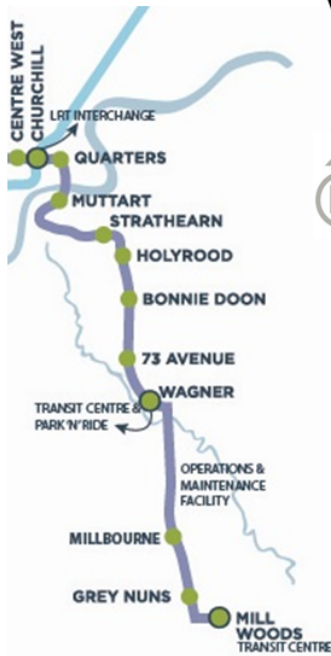 CENTRE WEST
CHURCHILL
LRT INTERCHANGE
QUARTERS
MUTTART
STRATHEARN
HOLYROOD
BONNIE DOON
73 AVENUE
WAGNER
TRANSIT CENTRE &
PARK 'N' RIDE
OPERATIONS &
MAINTENANCE
FACILITY
MILLBOURNE
GREY NUNS
MILL
WOODS
TRANSIT CENTRE